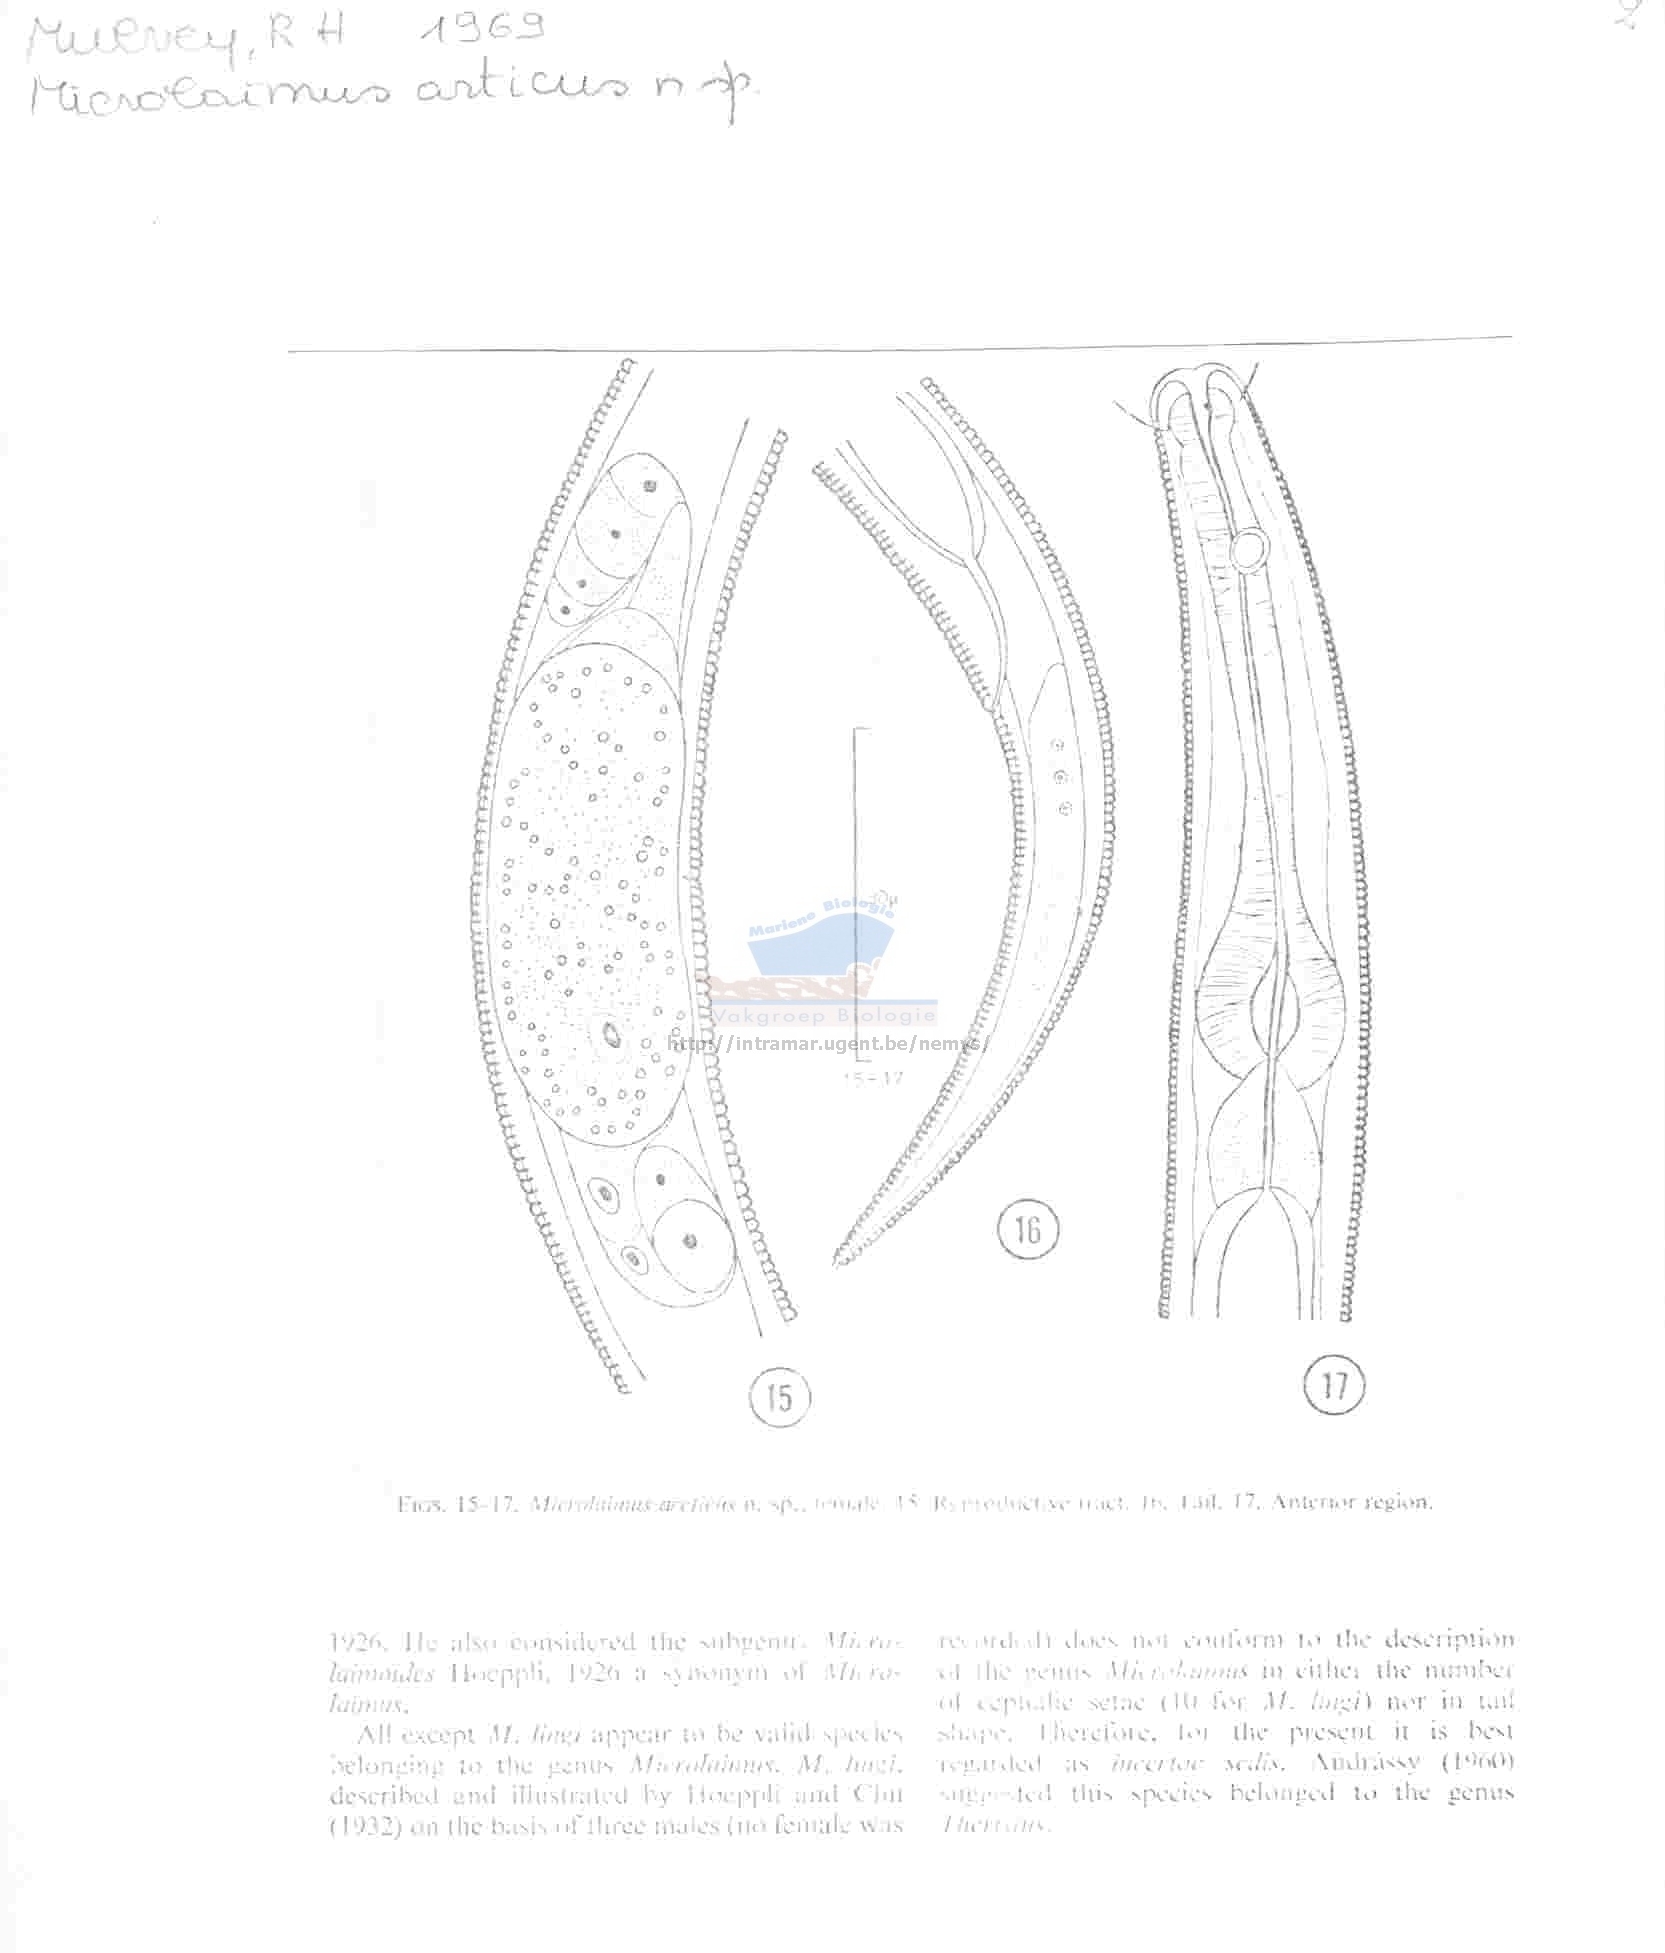 Mulvey, R H 1969
2
Microlaimus articus n sp.
Mariene Biologie
50μ
Vakgroep Biologie
http://intramar.ugent.be/nemys/
15-17
16
15
17
FIGS. 15-17. Microlaimus arcticus n. sp., female. 15. Reproductive tract. 16. Tail. 17. Anterior region.
1926. He also considered the subgenus Micro-
laimoides Hoeppli, 1926 a synonym of Micro-
laimus.
All except M. lingi appear to be valid species
belonging to the genus Microlaimus. M. lingi,
described and illustrated by Hoeppli and Chu
(1932) on the basis of three males (no female was
recorded) does not conform to the description
of the genus Microlaimus in either the number
of cephalic setae (10 for M. lingi) nor in tail
shape. Therefore, for the present it is best
regarded as incertae sedis. Andrássy (1960)
suggested this species belonged to the genus
Theristus.